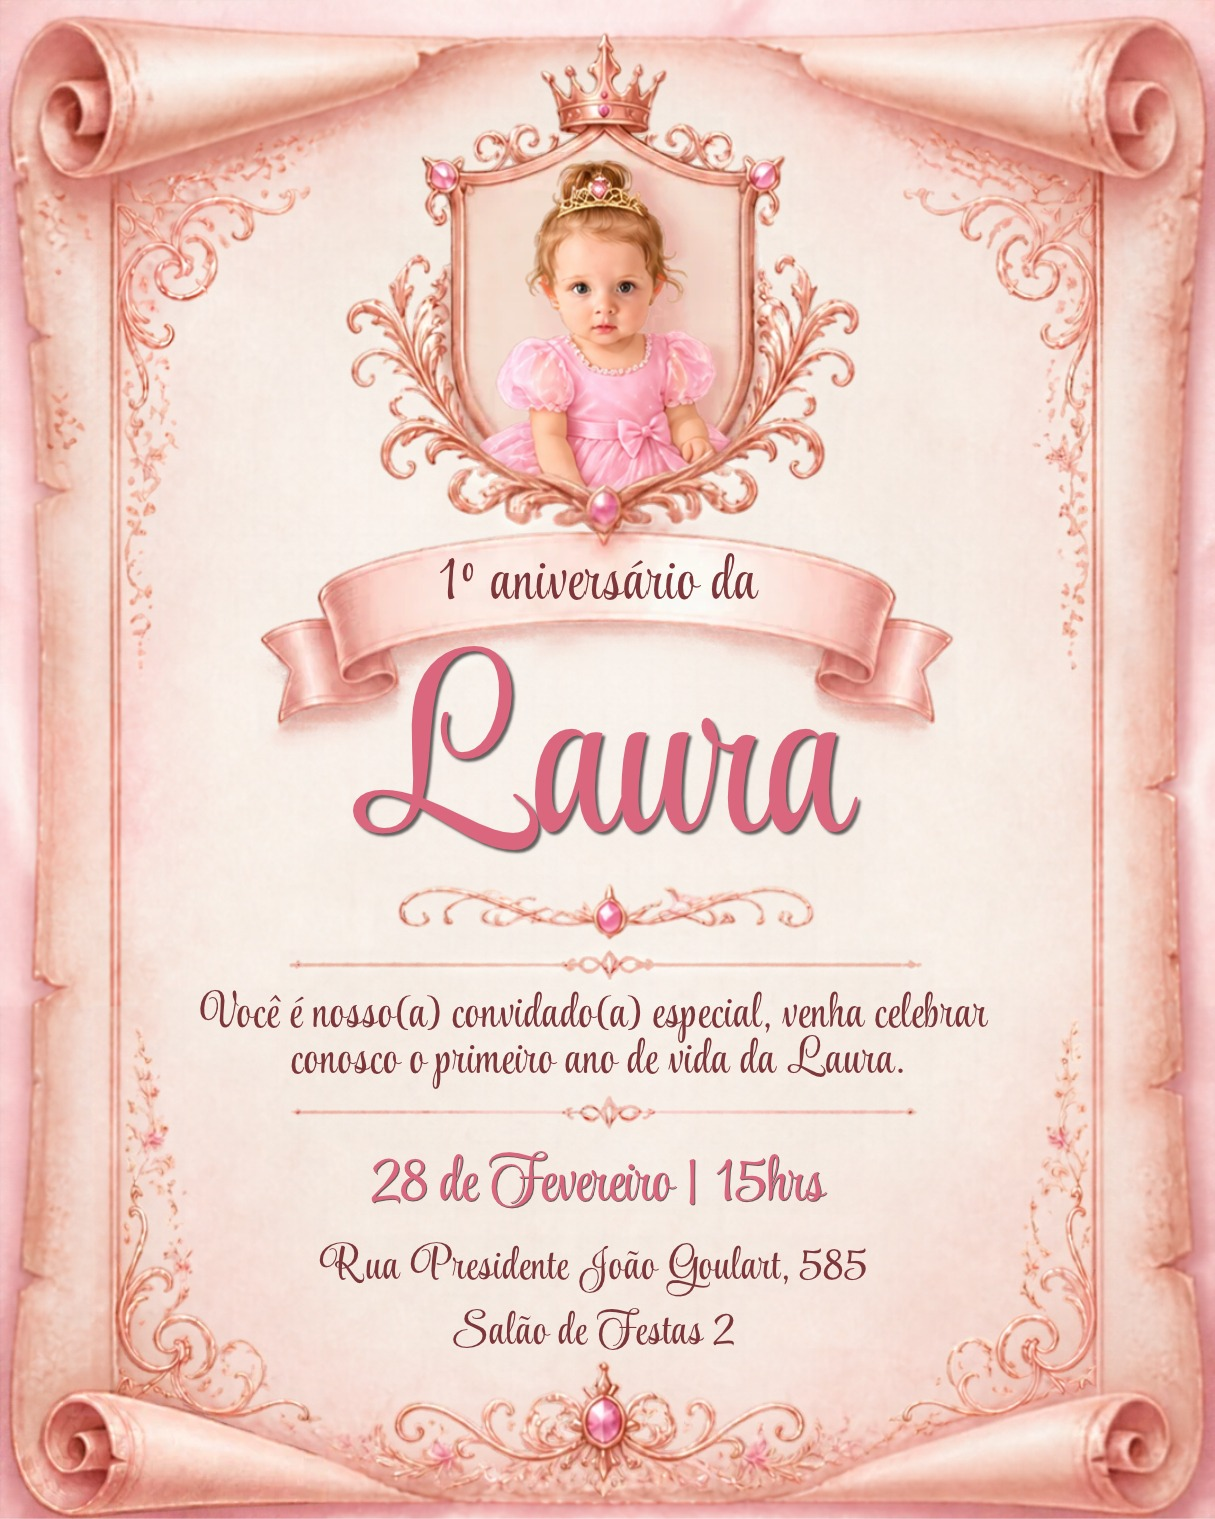 1º aniversário da
Laura
Você é nosso(a) convidado(a) especial, venha celebrar
conosco o primeiro ano de vida da Laura.
28 de Fevereiro | 15hrs
Rua Presidente João Goulart, 585
Salão de Festas 2